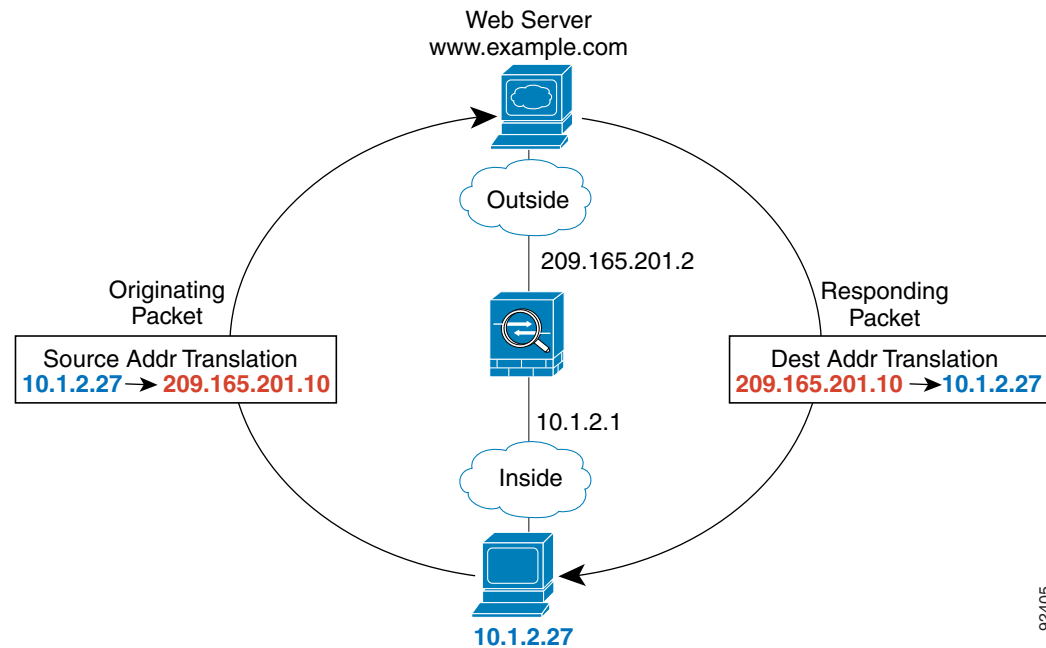 Web Server
www.example.com
Outside
209.165.201.2
Originating
Packet
Source Addr Translation
10.1.2.27 209.165.201.10
Responding
Packet
Dest Addr Translation
209.165.201.10 10.1.2.27
10.1.2.1
Inside
10.1.2.27
92405